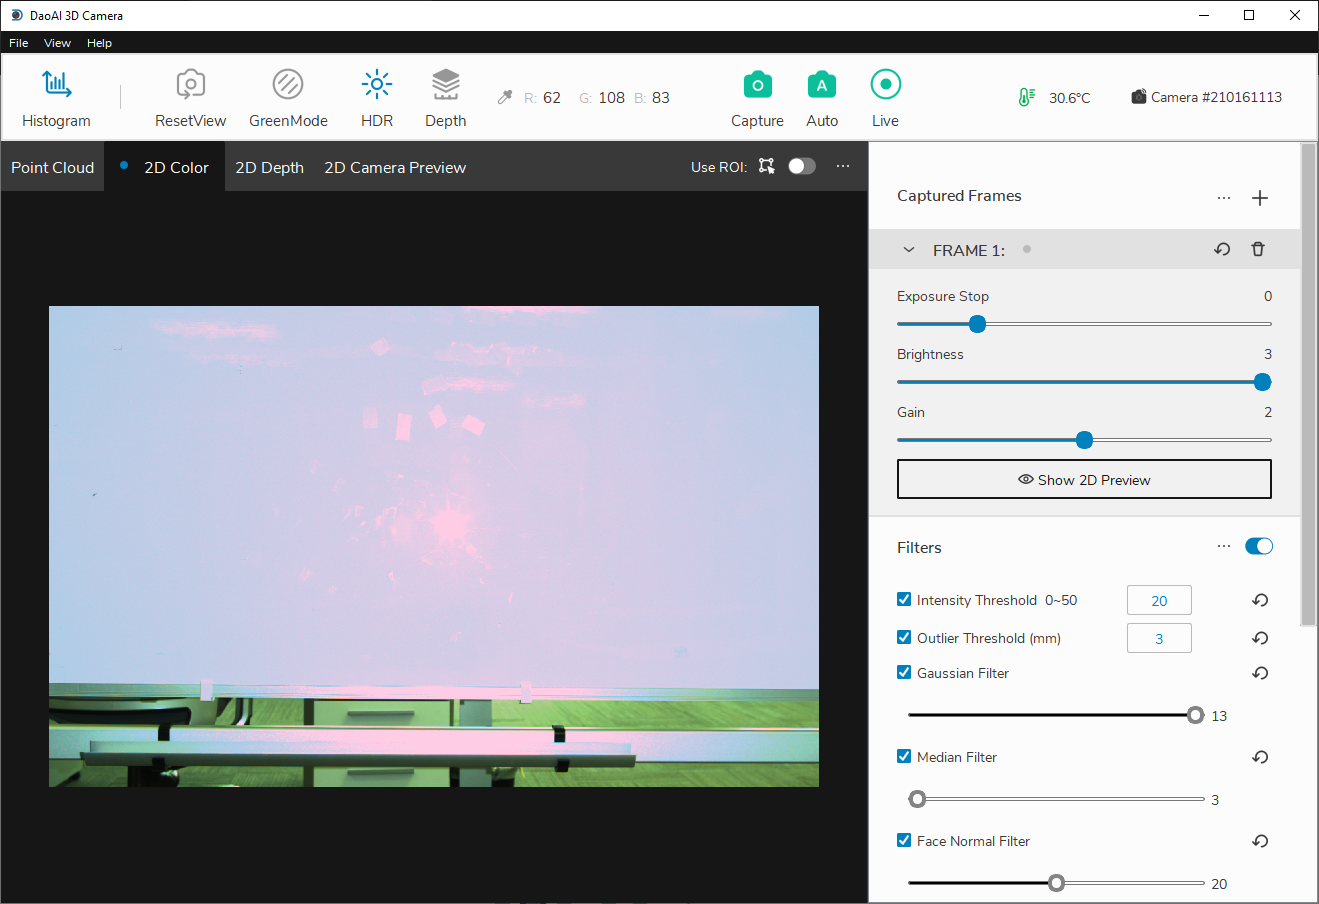 DaoAI 3D Camera
File View Help
Histogram ResetView GreenMode HDR Depth R: 62 G: 108 B: 83 Capture Auto Live 30.6°C Camera #210161113
Point Cloud 2D Color 2D Depth 2D Camera Preview Use ROI: ...
Captured Frames ...
FRAME 1:
Exposure Stop 0
Brightness 3
Gain 2
Show 2D Preview
Filters ...
Intensity Threshold 0~50 20
Outlier Threshold (mm) 3
Gaussian Filter
13
Median Filter
3
Face Normal Filter
20